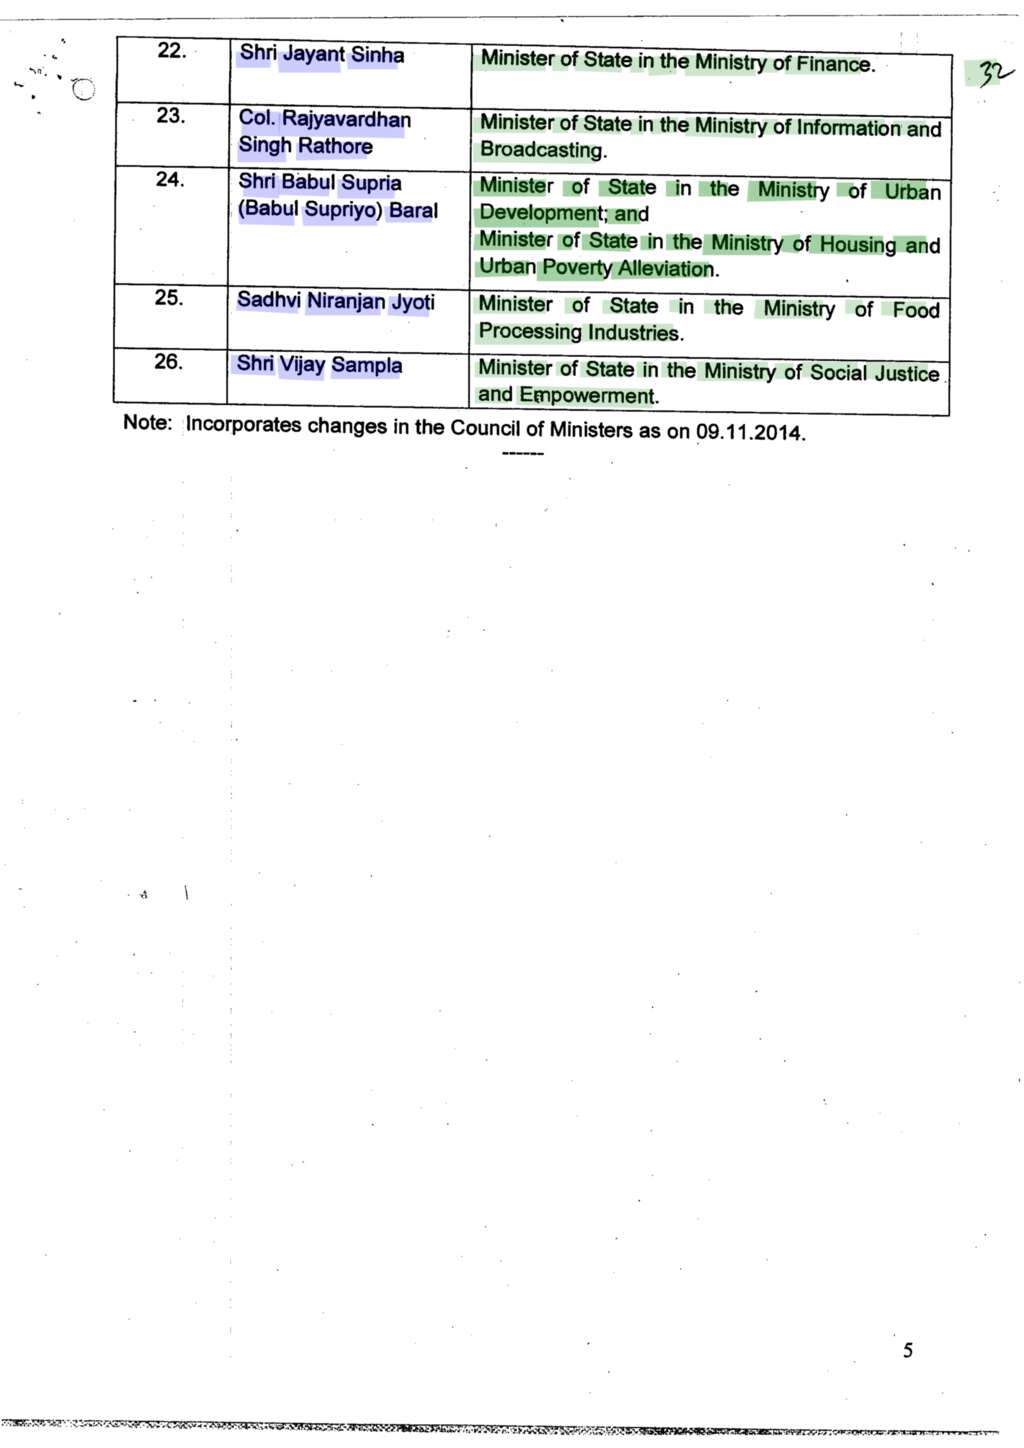 32
22. Shri Jayant Sinha Minister of State in the Ministry of Finance.
23. Col. Rajyavardhan Minister of State in the Ministry of Information and
Singh Rathore Broadcasting.
24. Shri Babul Supria Minister of State in the Ministry of Urban
(Babul Supriyo) Baral Development; and
Minister of State in the Ministry of Housing and
Urban Poverty Alleviation.
25. Sadhvi Niranjan Jyoti Minister of State in the Ministry of Food
Processing Industries.
26. Shri Vijay Sampla Minister of State in the Ministry of Social Justice
and Empowerment.
Note: Incorporates changes in the Council of Ministers as on 09.11.2014.
------
5